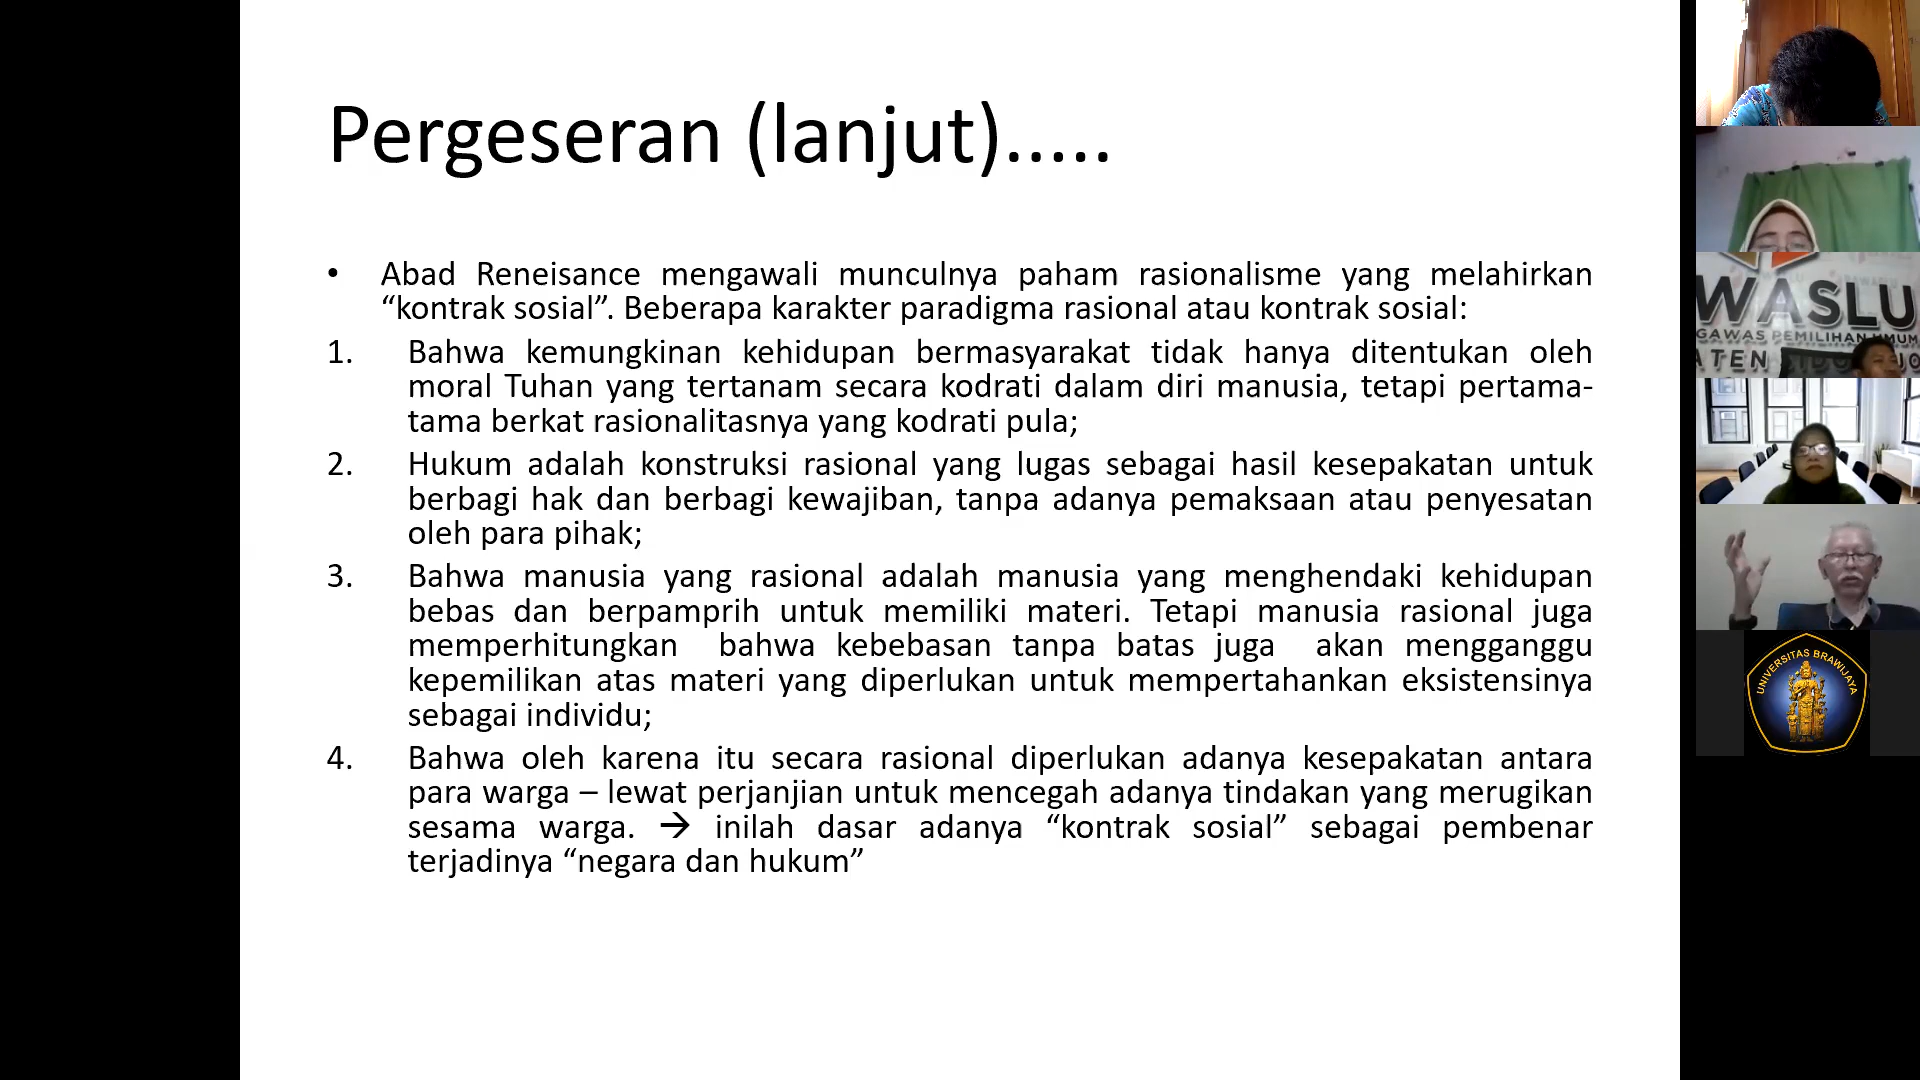 Pergeseran (lanjut).....
• Abad Reneisance mengawali munculnya paham rasionalisme yang melahirkan
“kontrak sosial”. Beberapa karakter paradigma rasional atau kontrak sosial:
1. Bahwa kemungkinan kehidupan bermasyarakat tidak hanya ditentukan oleh
moral Tuhan yang tertanam secara kodrati dalam diri manusia, tetapi pertama-
tama berkat rasionalitasnya yang kodrati pula;
2. Hukum adalah konstruksi rasional yang lugas sebagai hasil kesepakatan untuk
berbagi hak dan berbagi kewajiban, tanpa adanya pemaksaan atau penyesatan
oleh para pihak;
3. Bahwa manusia yang rasional adalah manusia yang menghendaki kehidupan
bebas dan berpamprih untuk memiliki materi. Tetapi manusia rasional juga
memperhitungkan bahwa kebebasan tanpa batas juga akan mengganggu
kepemilikan atas materi yang diperlukan untuk mempertahankan eksistensinya
sebagai individu;
4. Bahwa oleh karena itu secara rasional diperlukan adanya kesepakatan antara
para warga – lewat perjanjian untuk mencegah adanya tindakan yang merugikan
sesama warga. → inilah dasar adanya “kontrak sosial” sebagai pembenar
terjadinya “negara dan hukum”
WASLU
GAWAS PEMILIHAN UMUM
ATEN
UNIVERSITAS BRAWIJAYA